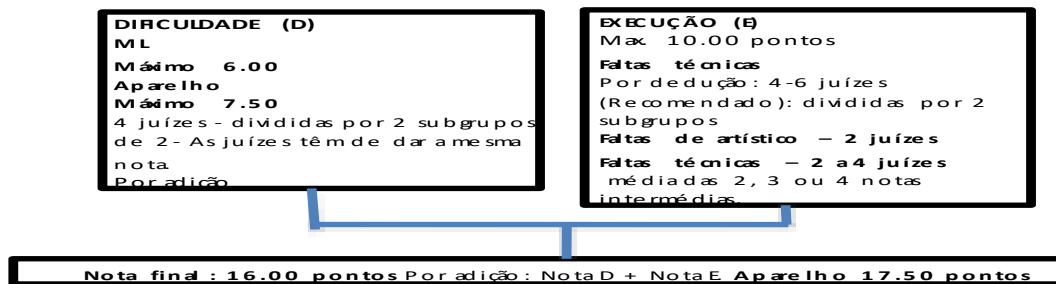 DIFICULDADE (D)
ML
Máximo 6.00
Aparelho
Máximo 7.50
4 juízes - divididas por 2 subgrupos
de 2- As juízes têm de dar a mesma
nota.
Por adição
EXECUÇÃO (E)
Max. 10.00 pontos
Faltas técnicas
Por dedução: 4-6 juízes
(Recomendado): divididas por 2
subgrupos
Faltas de artístico – 2 juízes
Faltas técnicas – 2 a 4 juízes
média das 2, 3 ou 4 notas
intermédias.
Nota final : 16.00 pontos Por adição: Nota D + Nota E. Aparelho 17.50 pontos